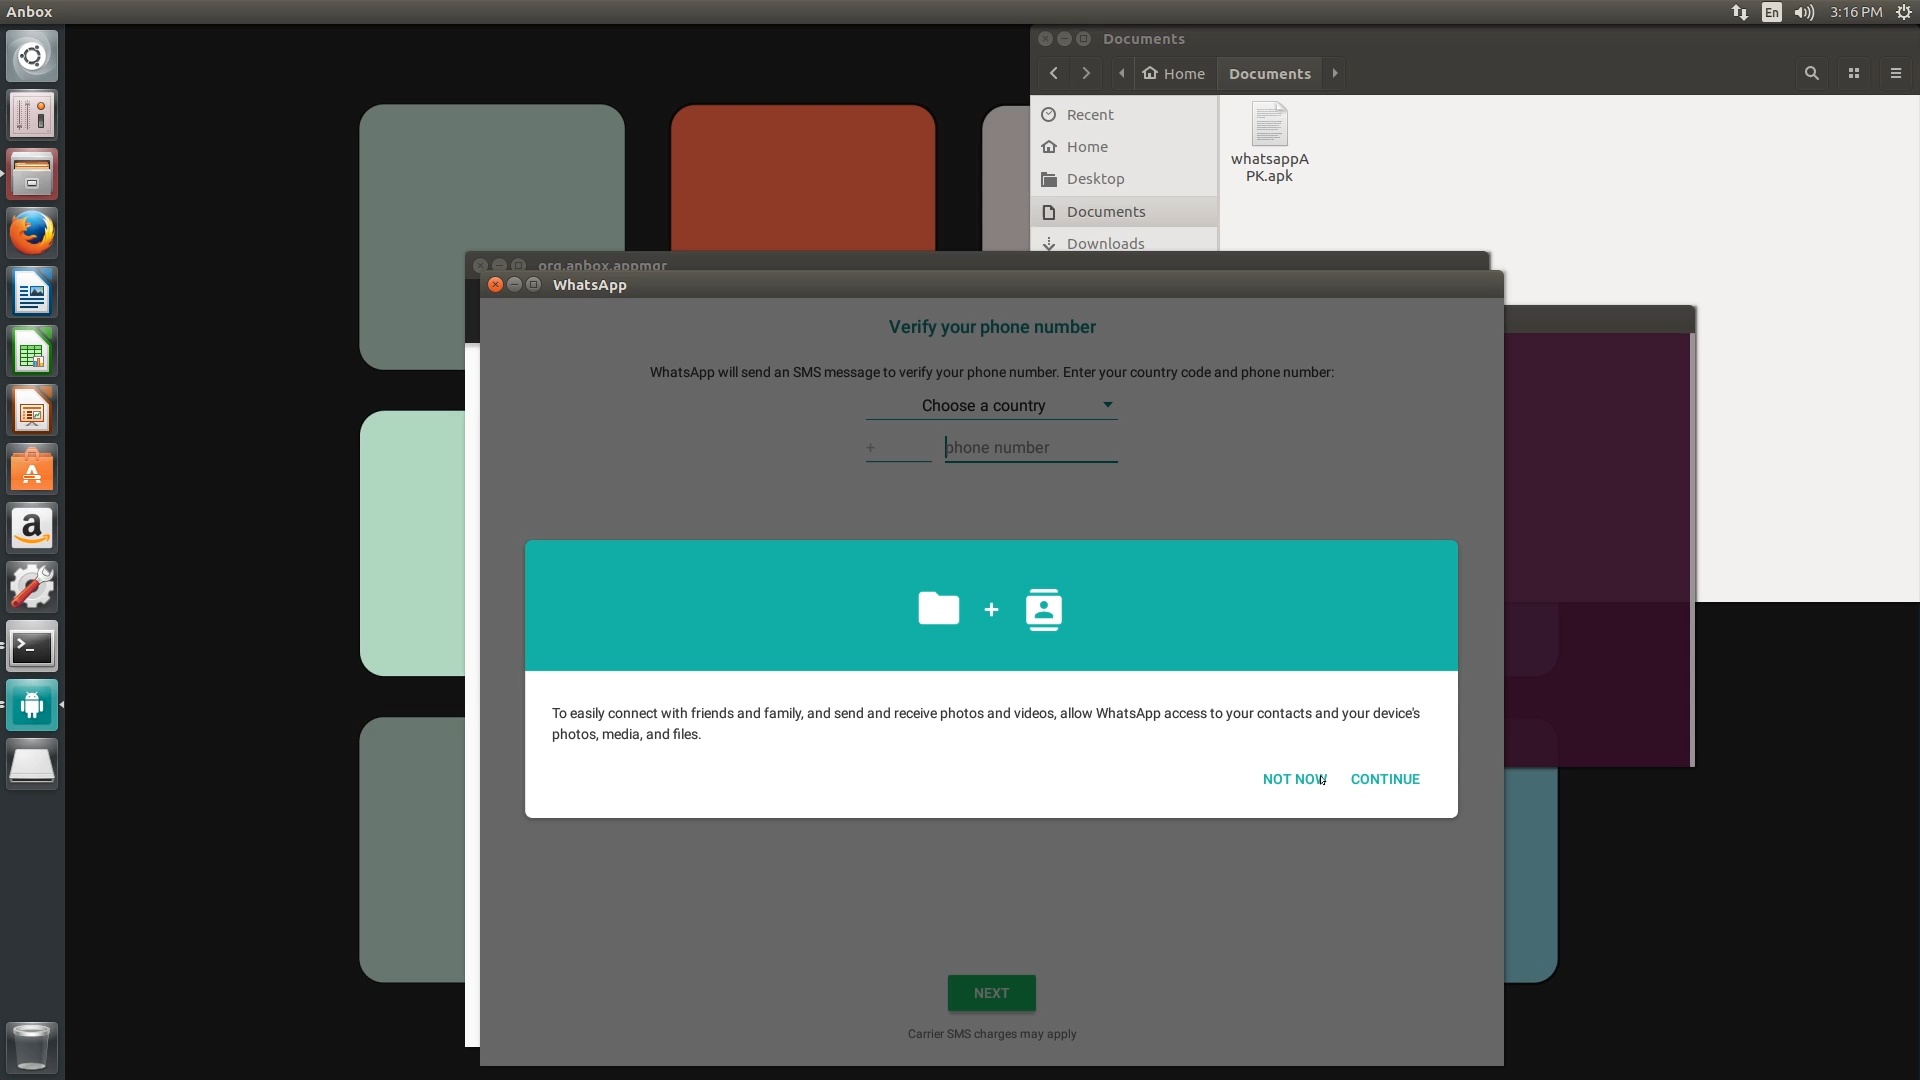 Anbox
En
3:16 PM
Documents
Home
Documents
Recent
Home
Desktop
Documents
Downloads
whatsappA
PK.apk
org.anbox.appmgr
WhatsApp
Verify your phone number
WhatsApp will send an SMS message to verify your phone number. Enter your country code and phone number:
Choose a country
+
phone number
+
To easily connect with friends and family, and send and receive photos and videos, allow WhatsApp access to your contacts and your device's
photos, media, and files.
NOT NOW
CONTINUE
NEXT
Carrier SMS charges may apply